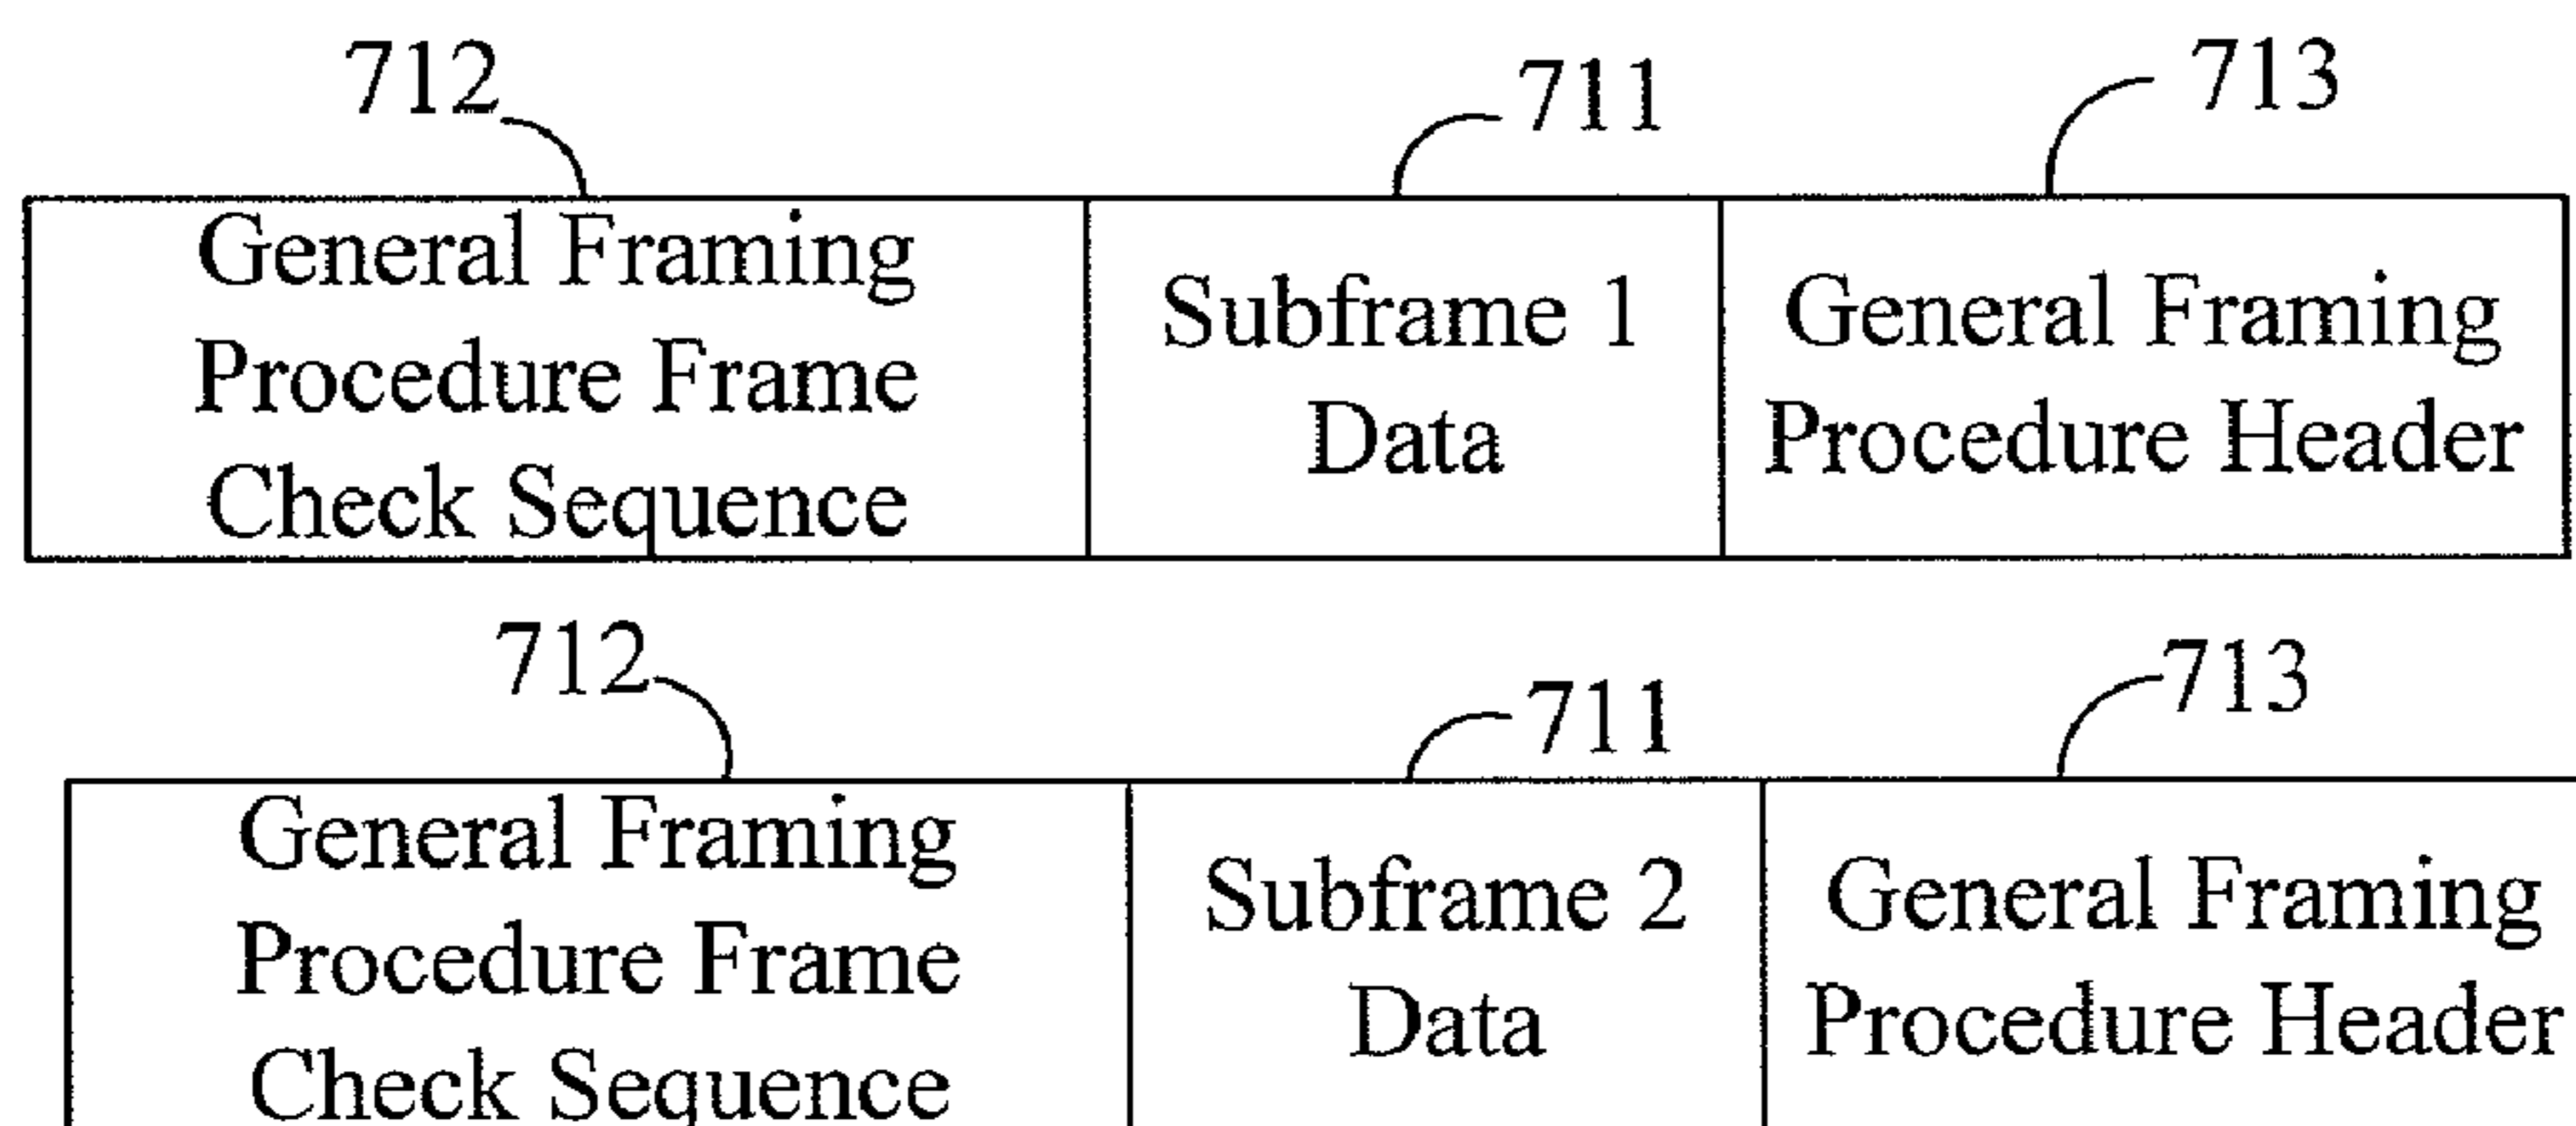 712
711
713
General Framing
Procedure Frame
Check Sequence
Subframe 1
Data
General Framing
Procedure Header
712
711
713
General Framing
Procedure Frame
Check Sequence
Subframe 2
Data
General Framing
Procedure Header